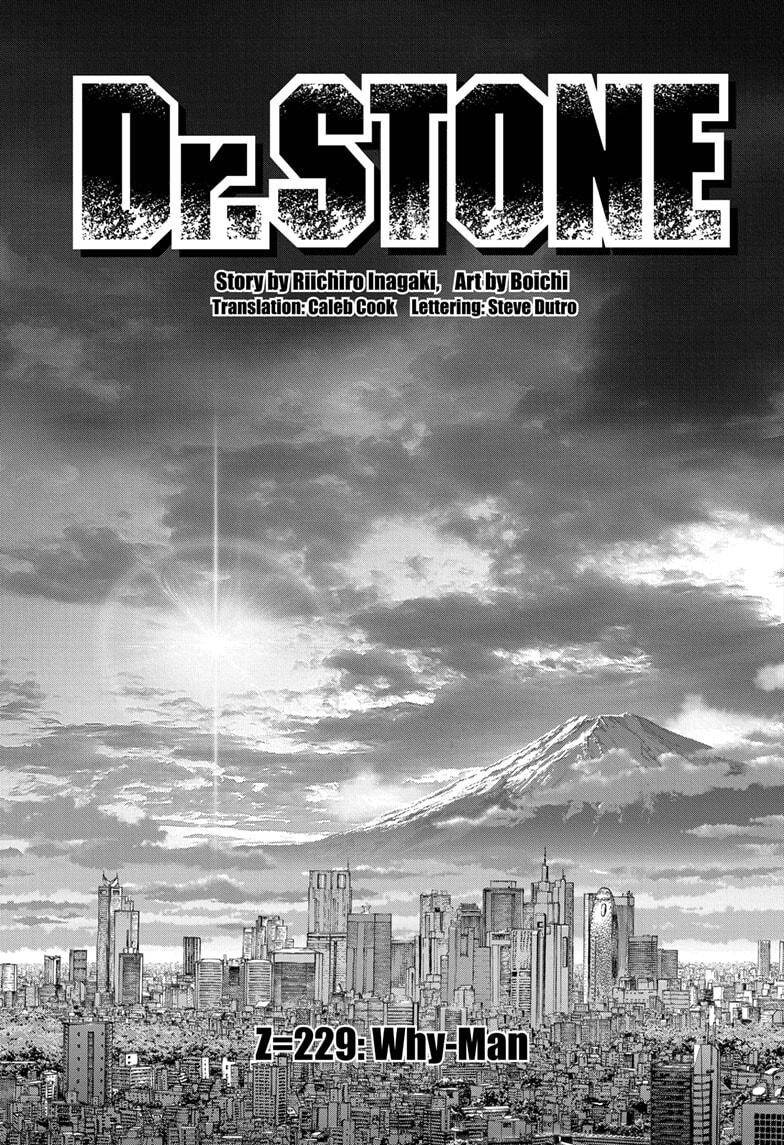 Dr.STONE
Story by Riichiro Inagaki, Art by Boichi
Translation: Caleb Cook Lettering: Steve Dutro
Z=229: Why-Man